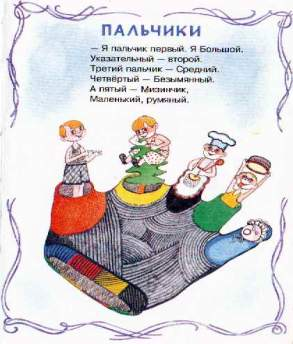 ПАЛЬЧИКИ
— Я пальчик первый. Я Большой.
Указательный — второй.
Третий пальчик — Средний.
Четвёртый — Безымянный.
А пятый — Мизинчик,
Маленький, румяный.